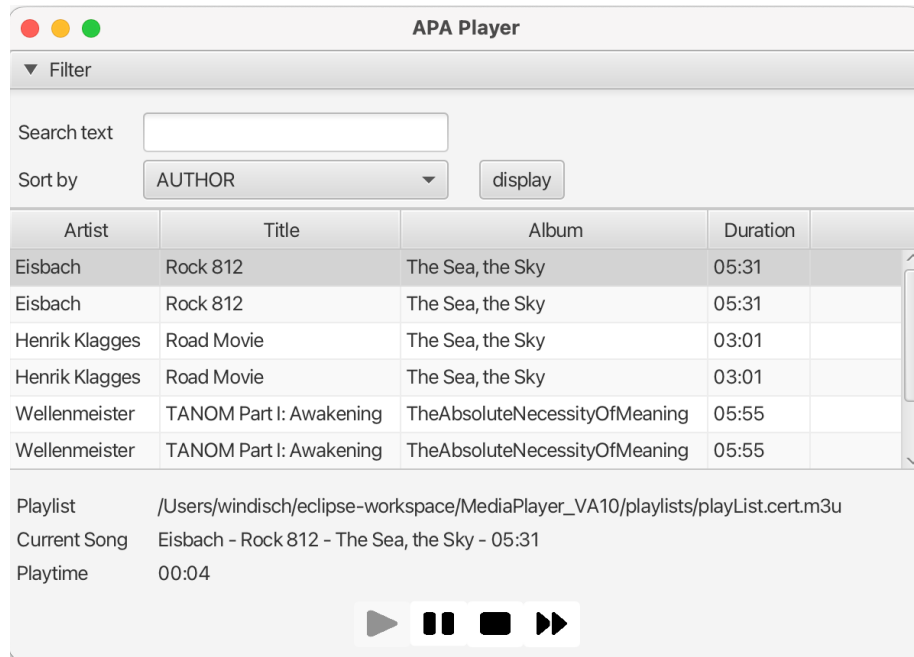 APA Player
Filter
Search text
Sort by AUTHOR display
Artist Title Album Duration
Eisbach Rock 812 The Sea, the Sky 05:31
Eisbach Rock 812 The Sea, the Sky 05:31
Henrik Klagges Road Movie The Sea, the Sky 03:01
Henrik Klagges Road Movie The Sea, the Sky 03:01
Wellenmeister TANOM Part I: Awakening TheAbsoluteNecessityOfMeaning 05:55
Wellenmeister TANOM Part I: Awakening TheAbsoluteNecessityOfMeaning 05:55
Playlist /Users/windisch/eclipse-workspace/MediaPlayer_VA10/playlists/playList.cert.m3u
Current Song Eisbach - Rock 812 - The Sea, the Sky - 05:31
Playtime 00:04